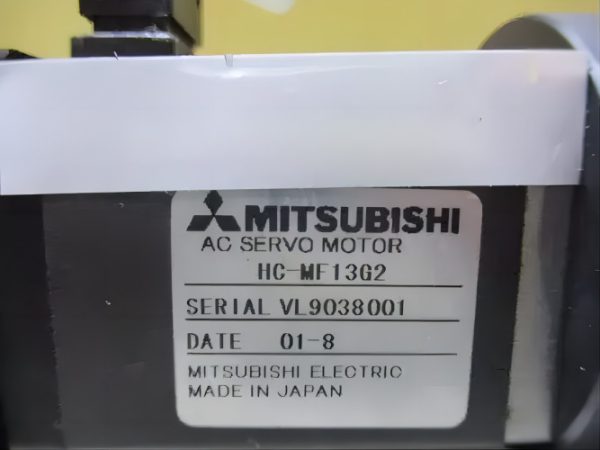 MITSUBISHI
AC SERVO MOTOR
HC-MF13G2
SERIAL VL9038001
DATE 01-8
MITSUBISHI ELECTRIC
MADE IN JAPAN